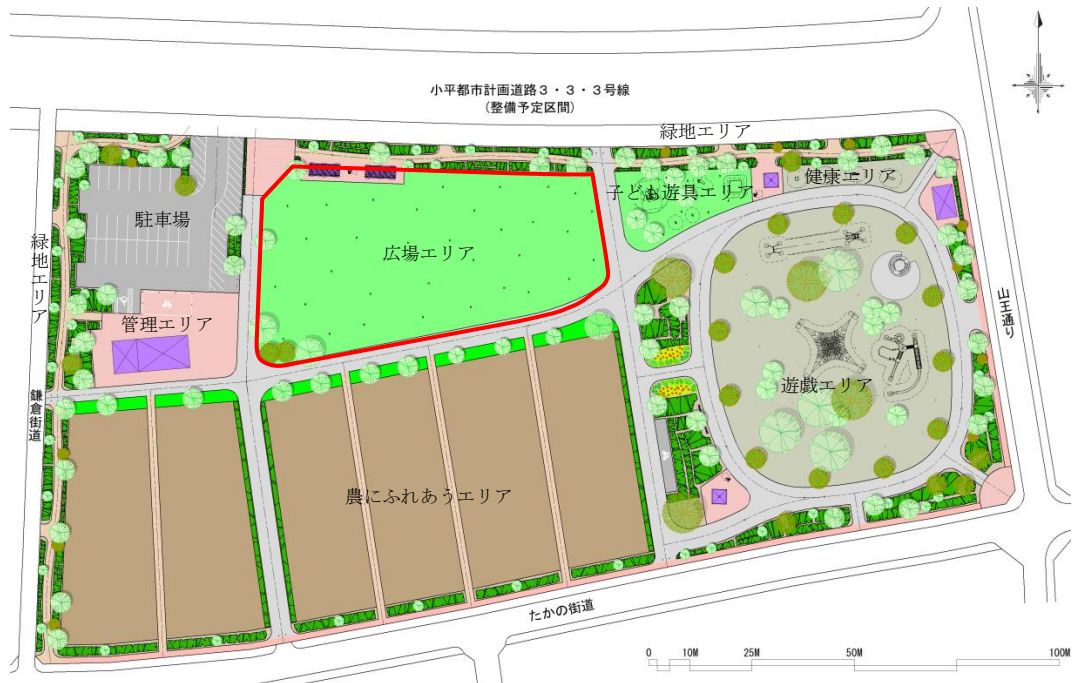 小平都市計画道路3・3・3号線
(整備予定区間)
緑地エリア
健康エリア
子ども遊具エリア
駐車場
広場エリア
緑地エリア
管理エリア
山王通り
遊戯エリア
鎌倉街道
農にふれあうエリア
たかの街道
0 10M 25M 50M 100M